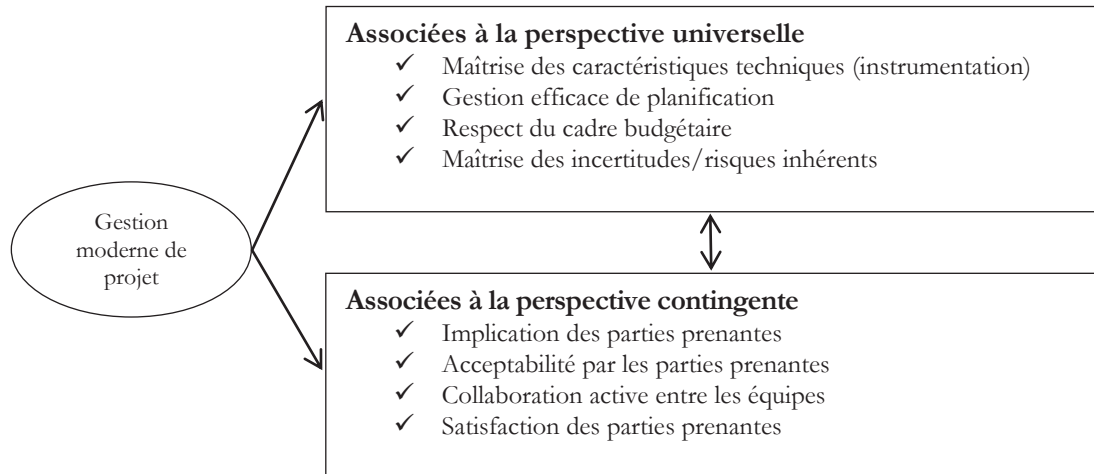 Associées à la perspective universelle
✓ Maîtrise des caractéristiques techniques (instrumentation)
✓ Gestion efficace de planification
✓ Respect du cadre budgétaire
✓ Maîtrise des incertitudes/risques inhérents
Gestion
moderne de
projet
Associées à la perspective contingente
✓ Implication des parties prenantes
✓ Acceptabilité par les parties prenantes
✓ Collaboration active entre les équipes
✓ Satisfaction des parties prenantes